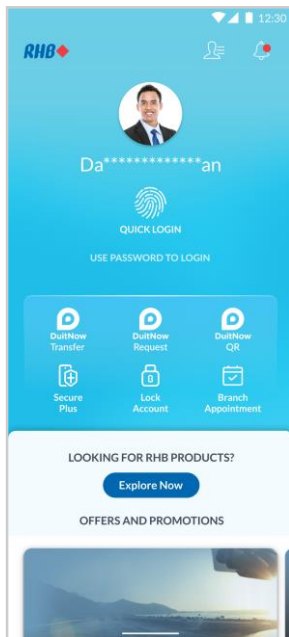 12:30
RHB
Da*************an
QUICK LOGIN
USE PASSWORD TO LOGIN
DuitNow
Transfer
DuitNow
Request
DuitNow
QR
Secure
Plus
Lock
Account
Branch
Appointment
LOOKING FOR RHB PRODUCTS?
Explore Now
OFFERS AND PROMOTIONS